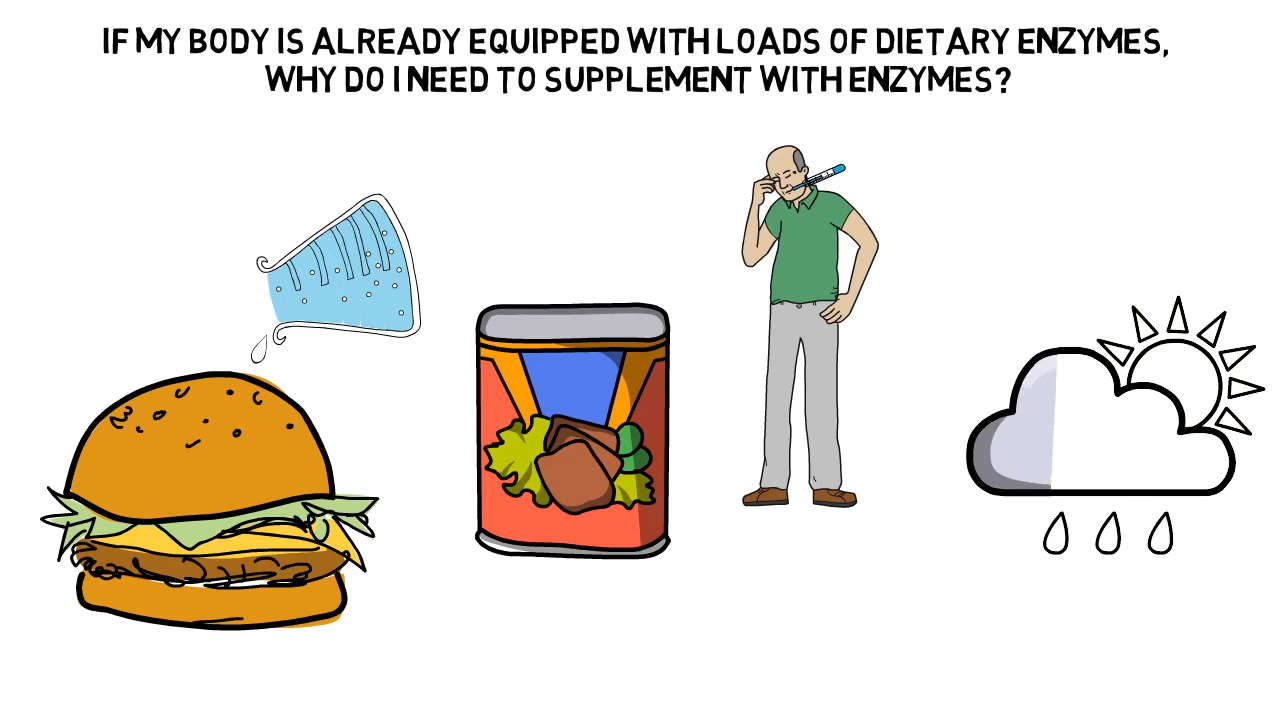 IF MY BODY IS ALREADY EQUIPPED WITH LOADS OF DIETARY ENZYMES,
WHY DO I NEED TO SUPPLEMENT WITH ENZYMES?